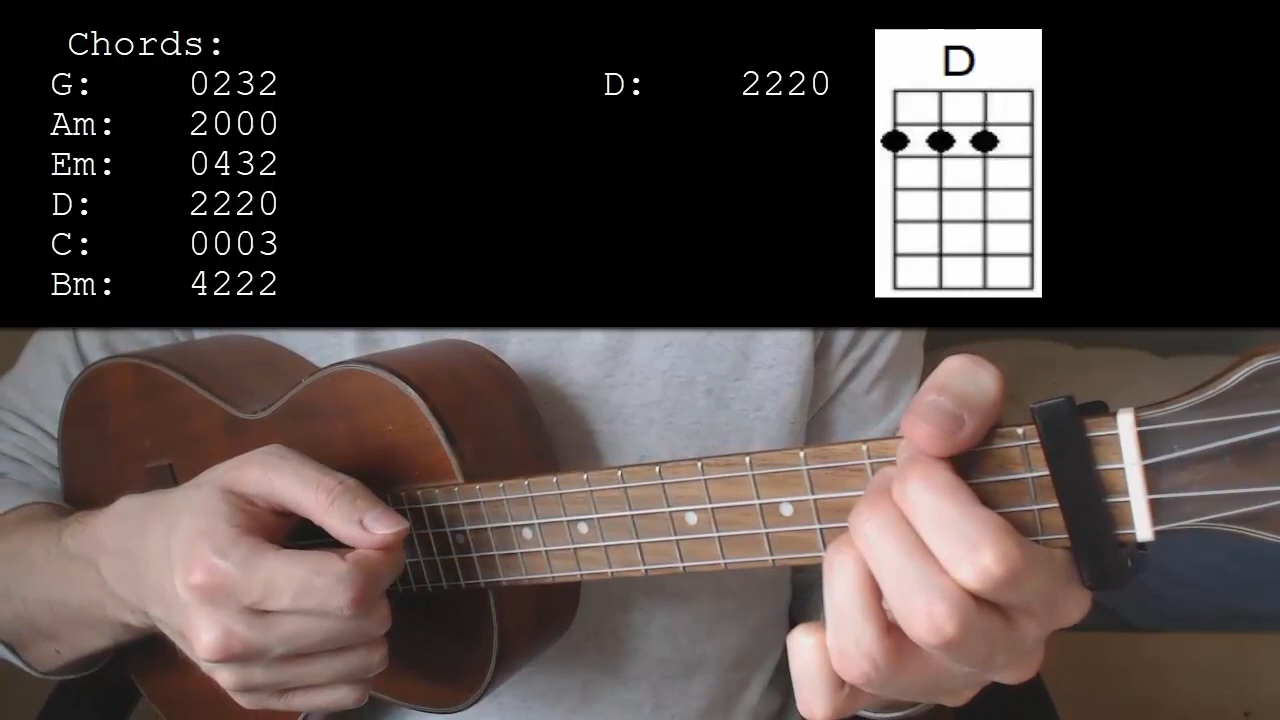 Chords:
G: 0232
Am: 2000
Em: 0432
D: 2220
C: 0003
Bm: 4222
D: 2220
D